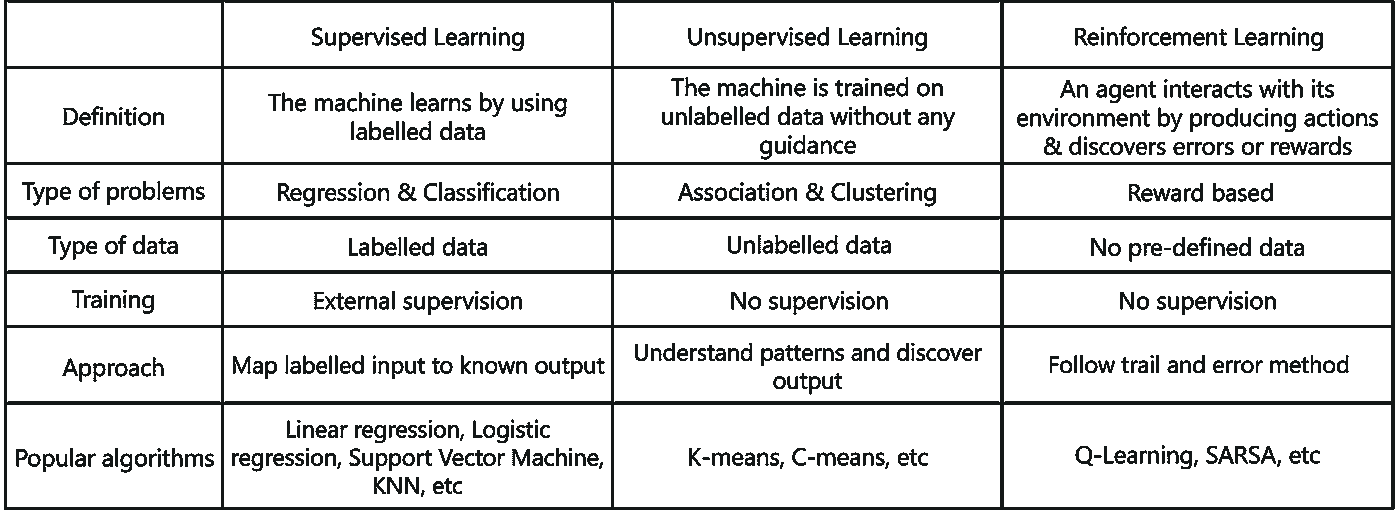 Supervised Learning
Unsupervised Learning
Reinforcement Learning
Definition
The machine learns by using
labelled data
The machine is trained on
unlabelled data without any
guidance
An agent interacts with its
environment by producing actions
& discovers errors or rewards
Type of problems
Regression & Classification
Association & Clustering
Reward based
Type of data
Labelled data
Unlabelled data
No pre-defined data
Training
External supervision
No supervision
No supervision
Approach
Map labelled input to known output
Understand patterns and discover
output
Follow trail and error method
Popular algorithms
Linear regression, Logistic
regression, Support Vector Machine,
KNN, etc
K-means, C-means, etc
Q-Learning, SARSA, etc